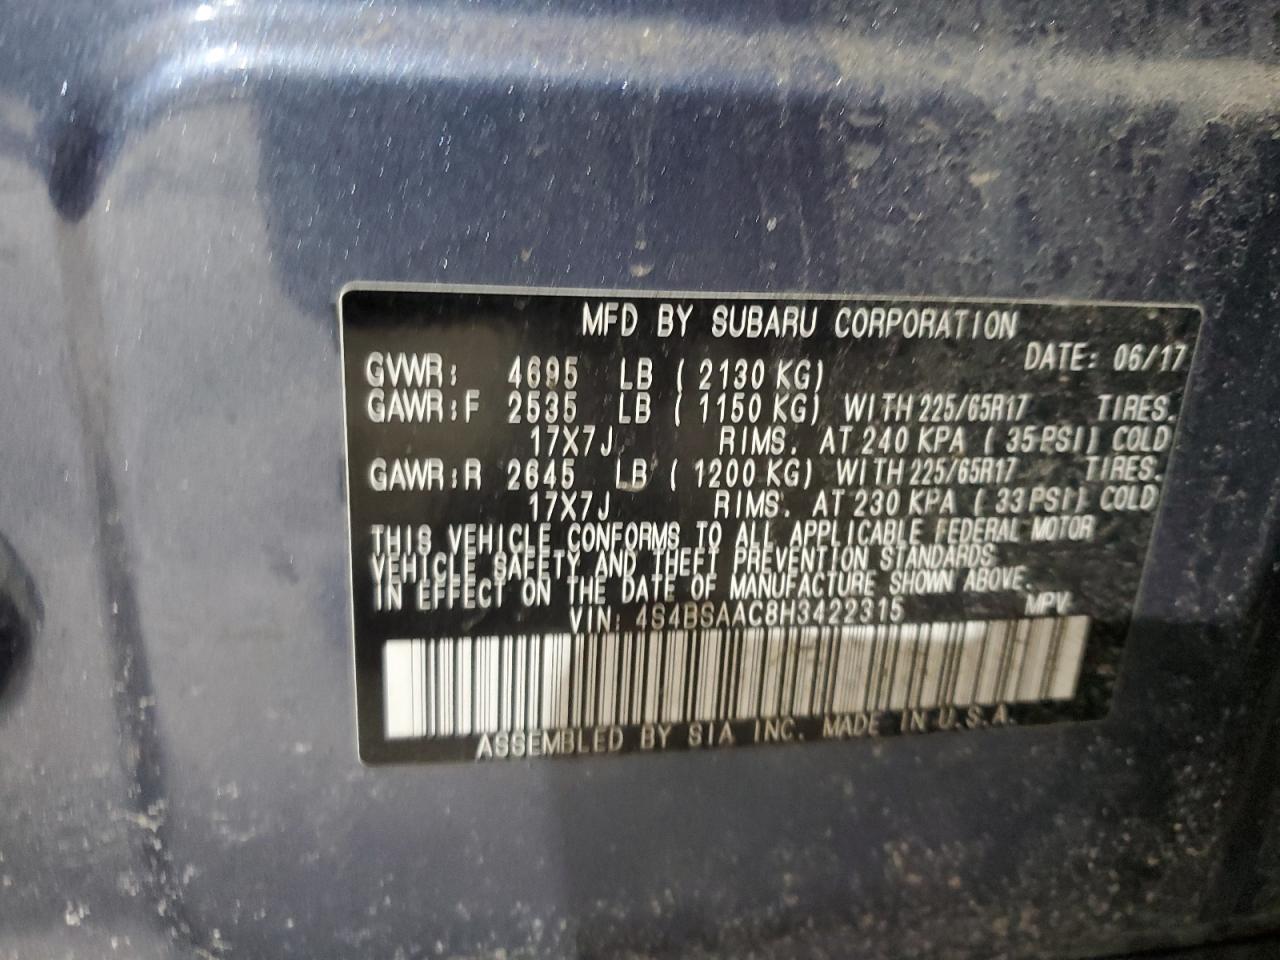 MFD BY SUBARU CORPORATION
DATE: 06/17
GVWR: 4695 LB ( 2130 KG)
GAWR:F 2535 LB ( 1150 KG) WITH 225/65R17 TIRES.
17X7J RIMS. AT 240 KPA ( 35 PSI) COLD
GAWR:R 2645 LB ( 1200 KG) WITH 225/65R17 TIRES.
17X7J RIMS. AT 230 KPA ( 33 PSI) COLD
THIS VEHICLE CONFORMS TO ALL APPLICABLE FEDERAL MOTOR
VEHICLE SAFETY AND THEFT PREVENTION STANDARDS
IN EFFECT ON THE DATE OF MANUFACTURE SHOWN ABOVE.
VIN: 4S4BSAAC8H3422315 MPV
ASSEMBLED BY SIA INC. MADE IN U.S.A.